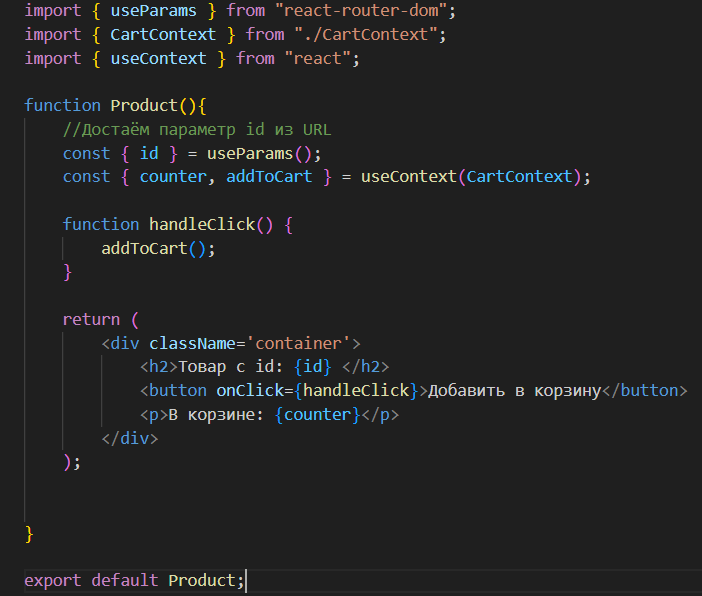 import { useParams } from "react-router-dom";
import { CartContext } from "./CartContext";
import { useContext } from "react";
function Product(){
//Достаём параметр id из URL
const { id } = useParams();
const { counter, addToCart } = useContext(CartContext);
function handleClick() {
addToCart();
}
return (
<div className='container'>
<h2>Товар с id: {id} </h2>
<button onClick={handleClick}>Добавить в корзину</button>
<p>В корзине: {counter}</p>
</div>
);
}
export default Product;